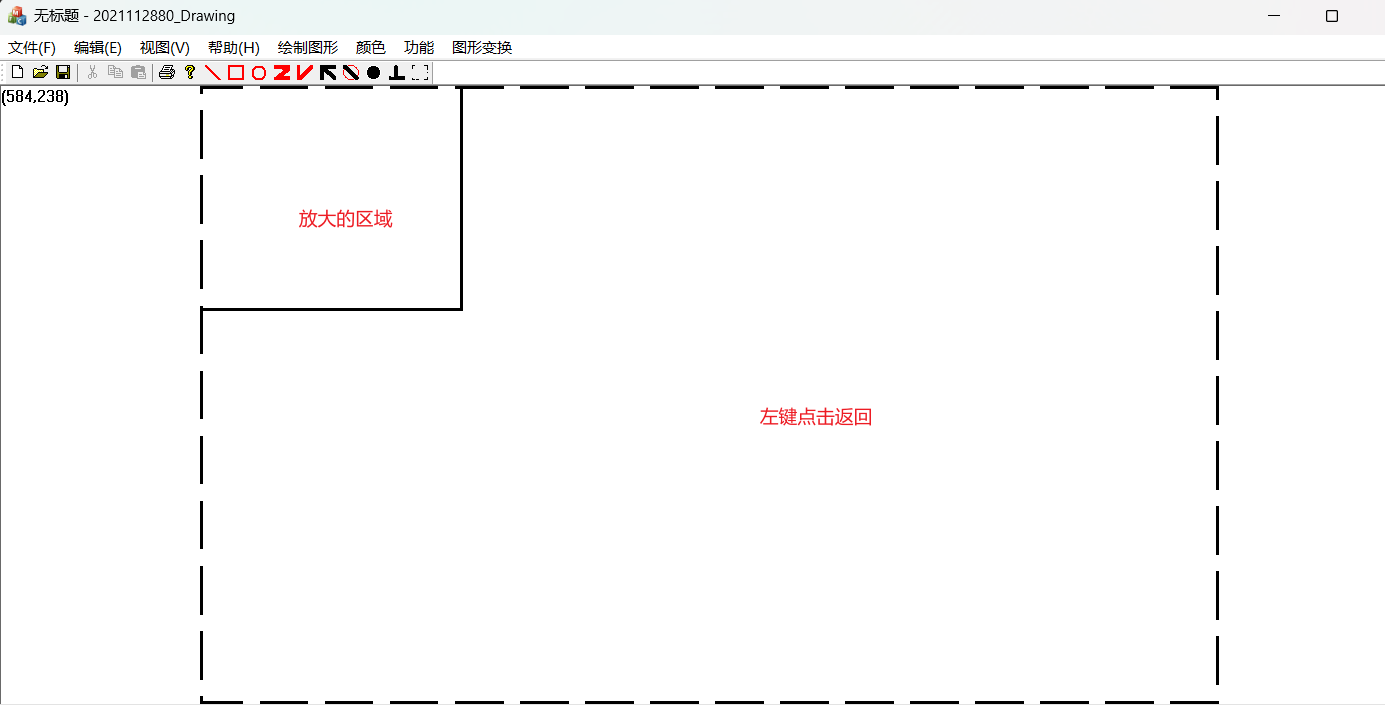 无标题 - 2021112880_Drawing
文件(F) 编辑(E) 视图(V) 帮助(H) 绘制图形 颜色 功能 图形变换
(584,238)
放大的区域
左键点击返回